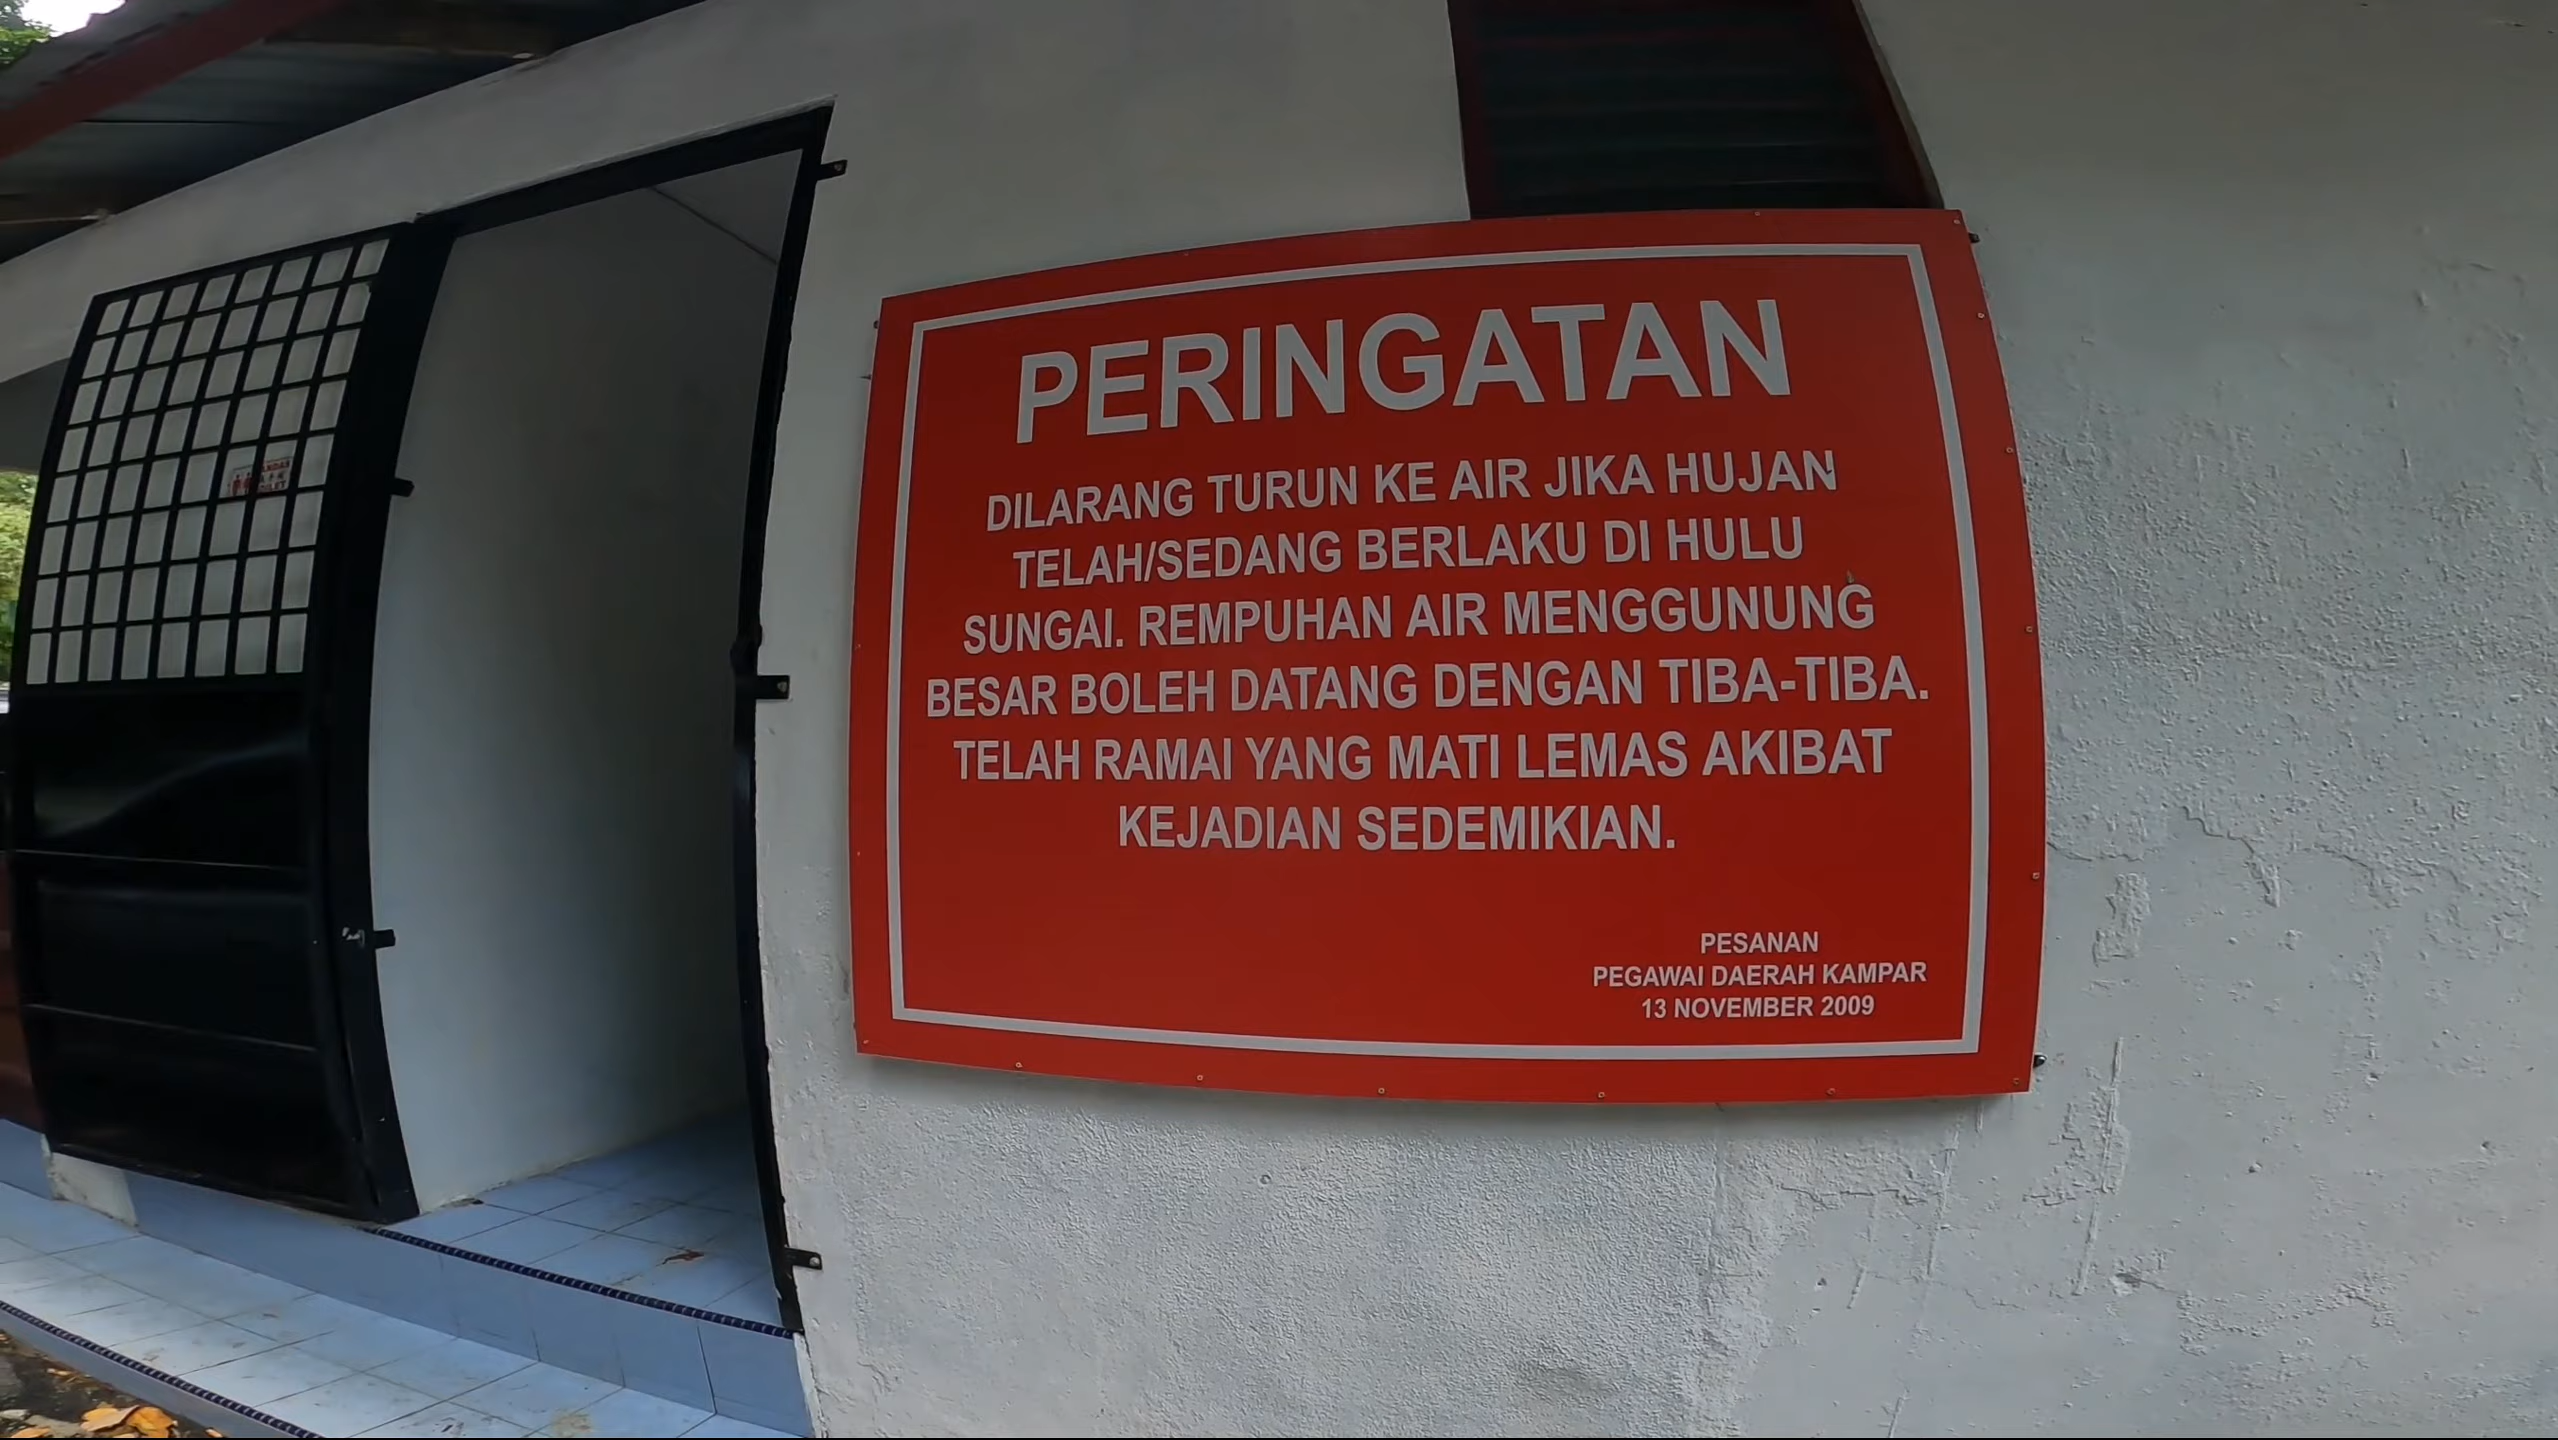 PERINGATAN
DILARANG TURUN KE AIR JIKA HUJAN
TELAH/SEDANG BERLAKU DI HULU
SUNGAI. REMPUHAN AIR MENGGUNUNG
BESAR BOLEH DATANG DENGAN TIBA-TIBA.
TELAH RAMAI YANG MATI LEMAS AKIBAT
KEJADIAN SEDEMIKIAN.
PESANAN
PEGAWAI DAERAH KAMPAR
13 NOVEMBER 2009